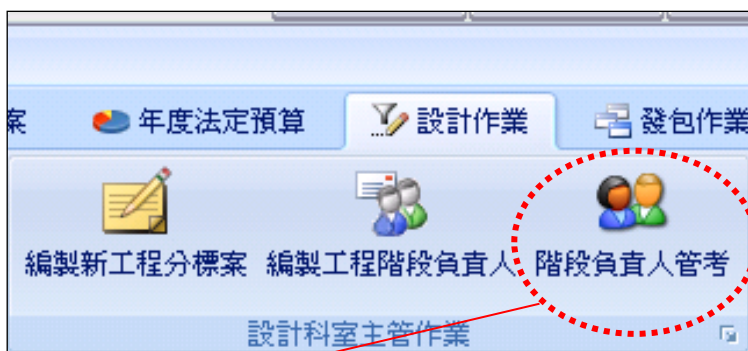 案 年度法定預算 設計作業 發包作業
編製新工程分標案 編製工程階段負責人 階段負責人管考
設計科室主管作業